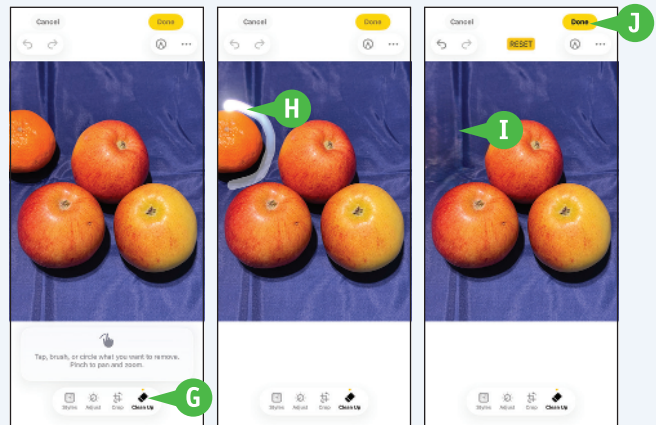 Cancel Done
Cancel Done
Cancel Done
J
RESET
H
I
Tap, brush, or circle what you want to remove.
Pinch to pan and zoom.
G
Styles Adjust Crop Clean Up
Styles Adjust Crop Clean Up
Styles Adjust Crop Clean Up